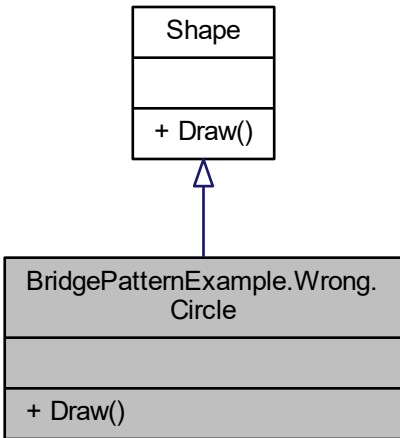 Shape
+ Draw()
BridgePatternExample.Wrong.
Circle
+ Draw()